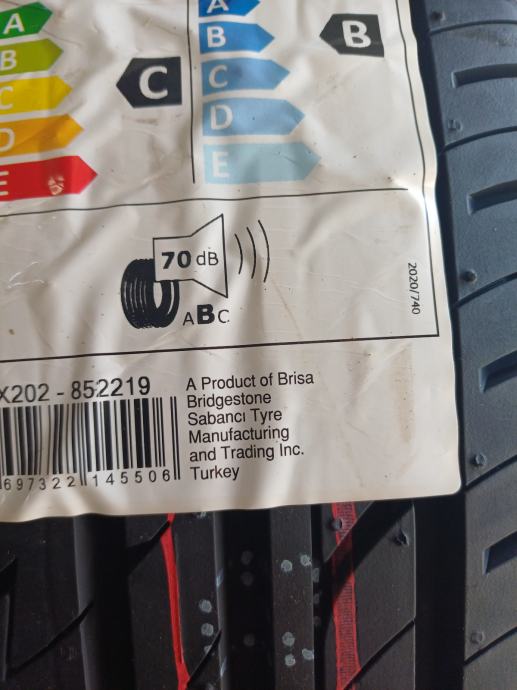 A
B
C
D
E
C
A
B
C
D
E
B
70 dB
ABC
2020/740
X202 - 852219
697322 145506
A Product of Brisa
Bridgestone
Sabancı Tyre
Manufacturing
and Trading Inc.
Turkey